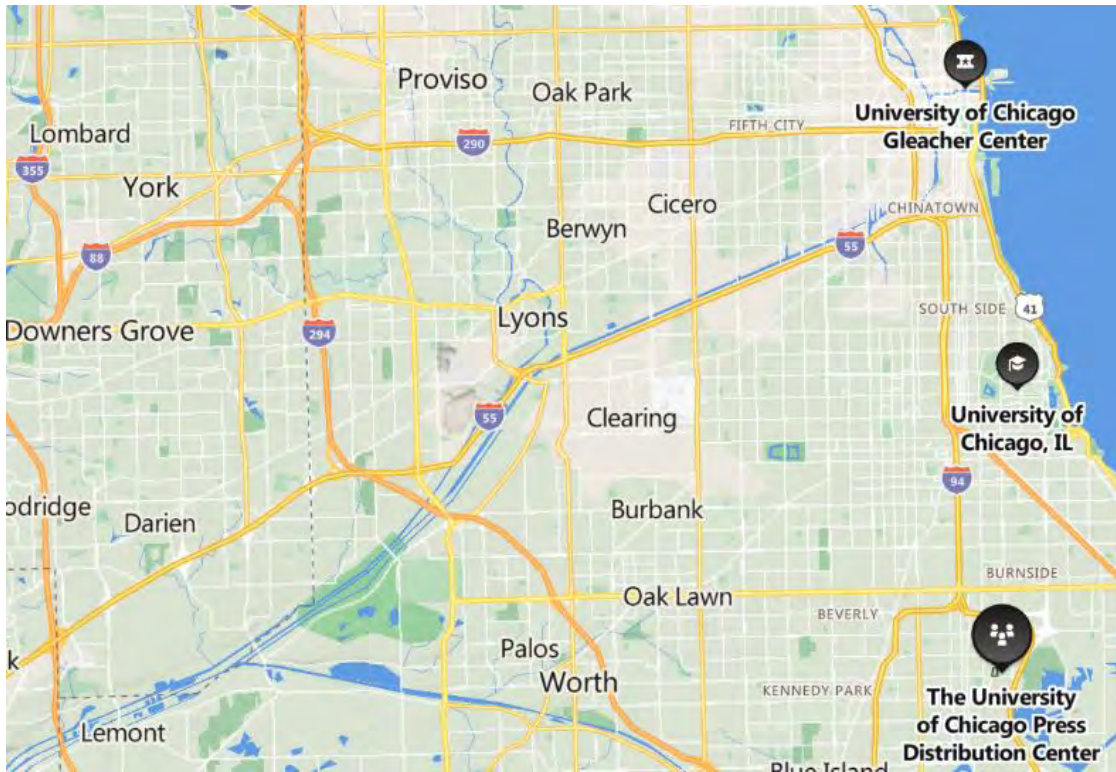 Proviso
Oak Park
University of Chicago
Gleacher Center
Lombard
FIFTH CITY
290
355
York
Cicero
CHINATOWN
Berwyn
55
88
SOUTH SIDE
41
Lyons
Downers Grove
294
55
Clearing
University of
Chicago, IL
94
odridge
Burbank
Darien
BURNSIDE
Oak Lawn
BEVERLY
Palos
k
Worth
KENNEDY PARK
The University
of Chicago Press
Distribution Center
Lemont
Blue Island